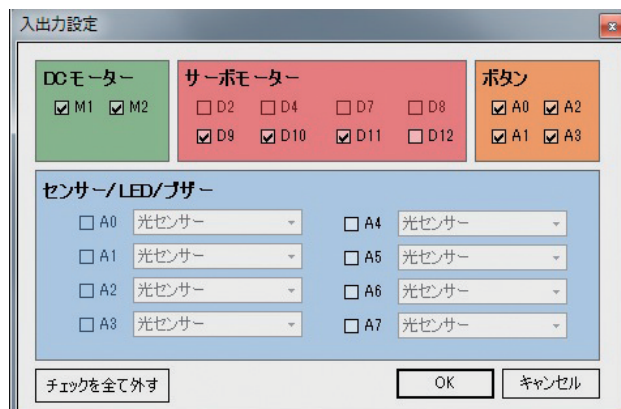 入出力設定
DCモーター
M1 M2
サーボモーター
D2 D4 D7 D8
D9 D10 D11 D12
ボタン
A0 A2
A1 A3
センサー/LED/ブザー
A0 光センサー
A1 光センサー
A2 光センサー
A3 光センサー
A4 光センサー
A5 光センサー
A6 光センサー
A7 光センサー
チェックを全て外す
OK
キャンセル